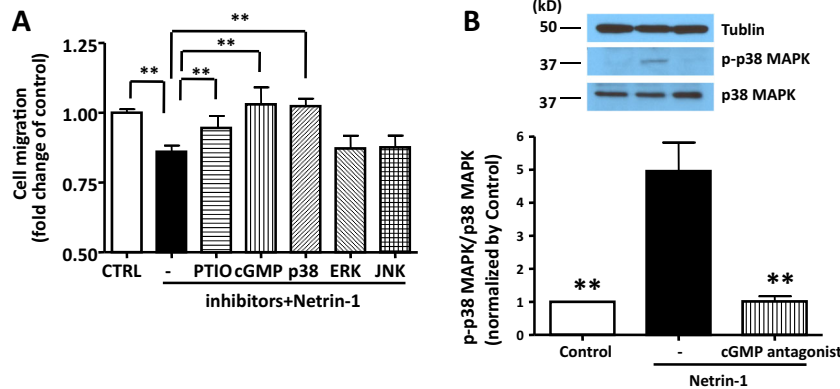 A
Cell migration
(fold change of control)
1.25
1.00
0.75
0.50
**
**
**
**
CTRL - PTIO cGMP p38 ERK JNK
inhibitors+Netrin-1
B
(kD)
50 Tublin
37 p-p38 MAPK
37 p38 MAPK
p-p38 MAPK/p38 MAPK
(normalized by Control)
6
5
4
3
2
1
0
** **
Control - cGMP antagonist
Netrin-1